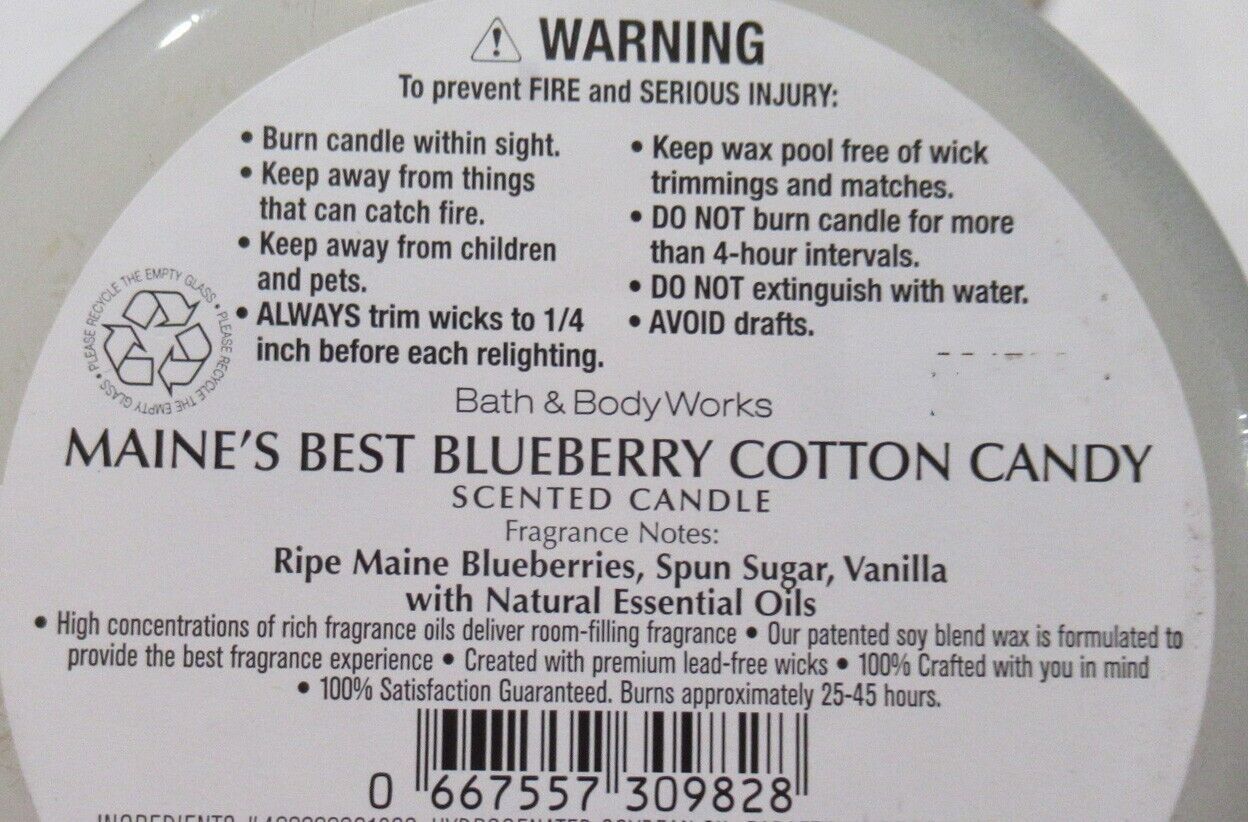 WARNING
To prevent FIRE and SERIOUS INJURY:
• Burn candle within sight.
• Keep away from things
that can catch fire.
• Keep away from children
and pets.
• ALWAYS trim wicks to 1/4
inch before each relighting.
• Keep wax pool free of wick
trimmings and matches.
• DO NOT burn candle for more
than 4-hour intervals.
• DO NOT extinguish with water.
• AVOID drafts.
PLEASE RECYCLE THE EMPTY GLASS • PLEASE RECYCLE THE EMPTY GLASS •
Bath & Body Works
MAINE'S BEST BLUEBERRY COTTON CANDY
SCENTED CANDLE
Fragrance Notes:
Ripe Maine Blueberries, Spun Sugar, Vanilla
with Natural Essential Oils
• High concentrations of rich fragrance oils deliver room-filling fragrance • Our patented soy blend wax is formulated to
provide the best fragrance experience • Created with premium lead-free wicks • 100% Crafted with you in mind
• 100% Satisfaction Guaranteed. Burns approximately 25-45 hours.
0 667557 309828
INGREDIENTS HYDROGENATED SOYBEAN